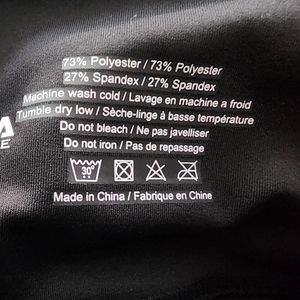 73% Polyester / 73% Polyester
27% Spandex / 27% Spandex
Machine wash cold / Lavage en machine a froid
Tumble dry low / Sèche-linge à basse température
Do not bleach / Ne pas javelliser
Do not iron / Pas de repassage
30°
Made in China / Fabrique en Chine